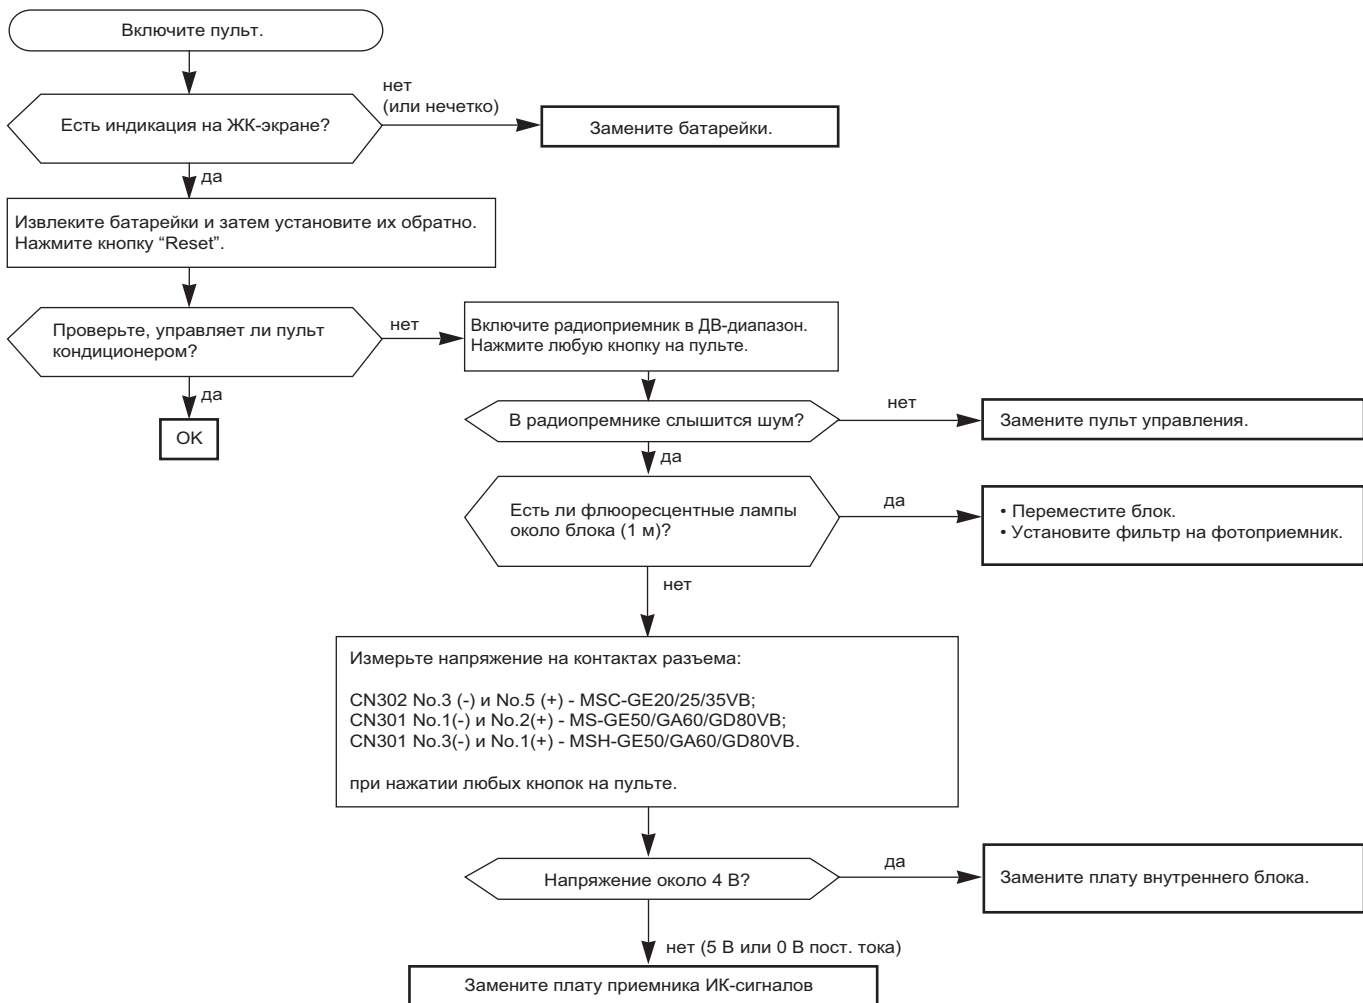 Включите пульт.
нет
(или нечетко)
Есть индикация на ЖК-экране?
Замените батарейки.
да
Извлеките батарейки и затем установите их обратно.
Нажмите кнопку “Reset”.
Проверьте, управляет ли пульт
кондиционером?
нет
Включите радиоприемник в ДВ-диапазон.
Нажмите любую кнопку на пульте.
да
OK
В радиопремнике слышится шум?
нет
Замените пульт управления.
да
Есть ли флюоресцентные лампы
около блока (1 м)?
да
• Переместите блок.
• Установите фильтр на фотоприемник.
нет
Измерьте напряжение на контактах разъема:
CN302 No.3 (-) и No.5 (+) - MSC-GE20/25/35VB;
CN301 No.1(-) и No.2(+) - MS-GE50/GA60/GD80VB;
CN301 No.3(-) и No.1(+) - MSH-GE50/GA60/GD80VB.
при нажатии любых кнопок на пульте.
Напряжение около 4 В?
да
Замените плату внутреннего блока.
нет (5 В или 0 В пост. тока)
Замените плату приемника ИК-сигналов